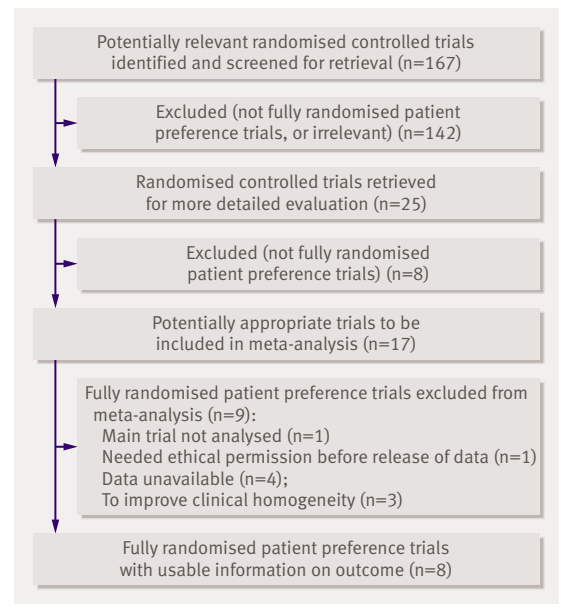 Potentially relevant randomised controlled trials
identified and screened for retrieval (n=167)
Excluded (not fully randomised patient
preference trials, or irrelevant) (n=142)
Randomised controlled trials retrieved
for more detailed evaluation (n=25)
Excluded (not fully randomised
patient preference trials) (n=8)
Potentially appropriate trials to be
included in meta-analysis (n=17)
Fully randomised patient preference trials excluded from
meta-analysis (n=9):
Main trial not analysed (n=1)
Needed ethical permission before release of data (n=1)
Data unavailable (n=4);
To improve clinical homogeneity (n=3)
Fully randomised patient preference trials
with usable information on outcome (n=8)